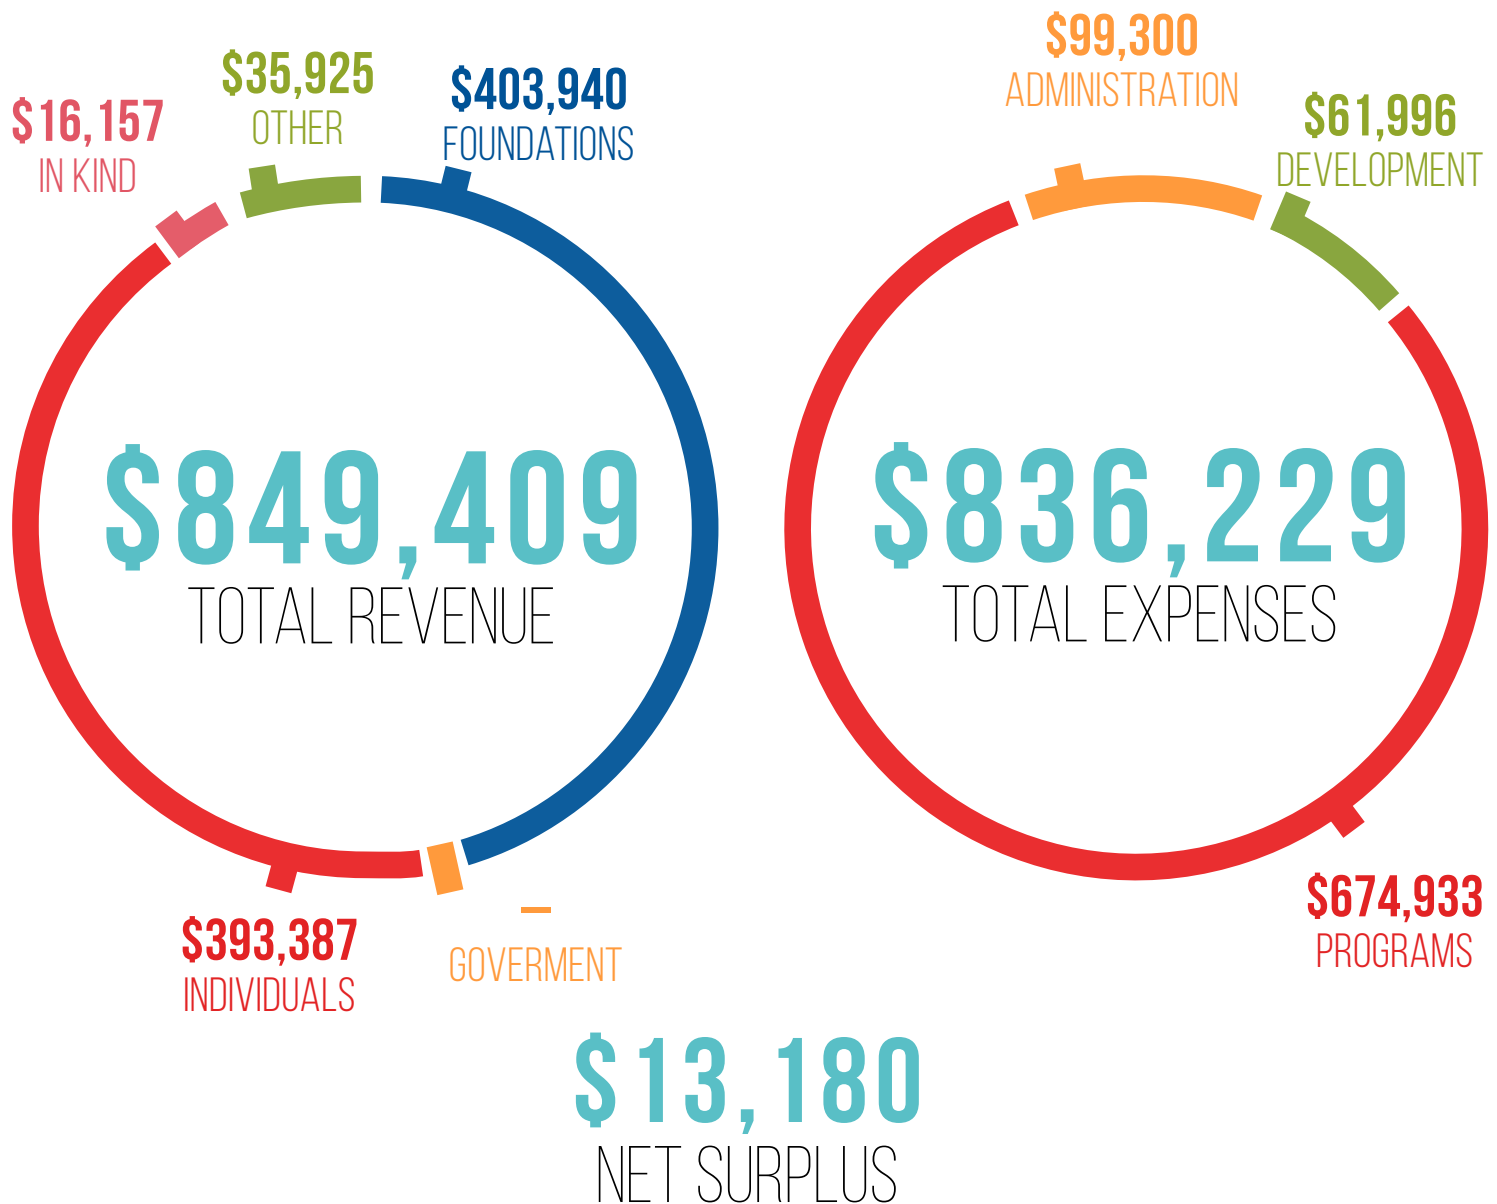 $16,157
IN KIND
$35,925
OTHER
$403,940
FOUNDATIONS
$849,409
TOTAL REVENUE
$393,387
INDIVIDUALS
–
GOVERMENT
$99,300
ADMINISTRATION
$61,996
DEVELOPMENT
$836,229
TOTAL EXPENSES
$674,933
PROGRAMS
$13,180
NET SURPLUS